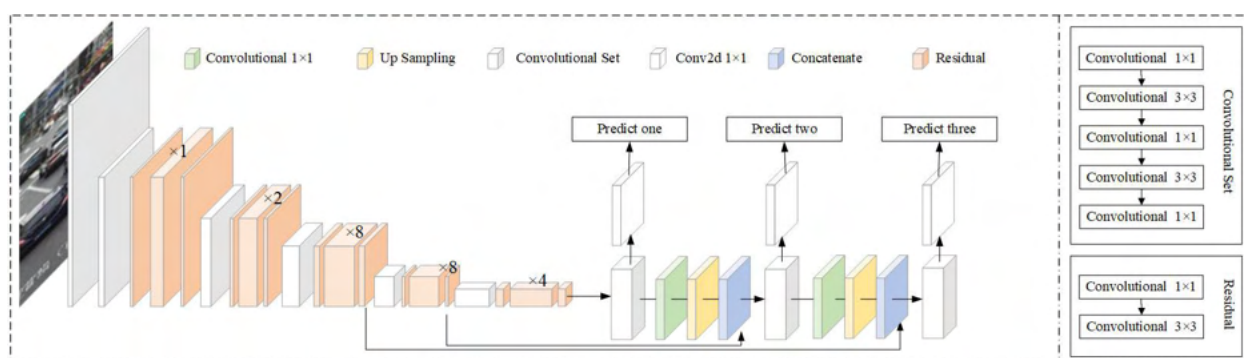 Convolutional 1×1
Up Sampling
Convolutional Set
Conv2d 1×1
Concatenate
Residual
×1
×2
×8
×8
×4
Predict one
Predict two
Predict three
Convolutional 1×1
Convolutional 3×3
Convolutional 1×1
Convolutional 3×3
Convolutional 1×1
Convolutional Set
Convolutional 1×1
Convolutional 3×3
Residual